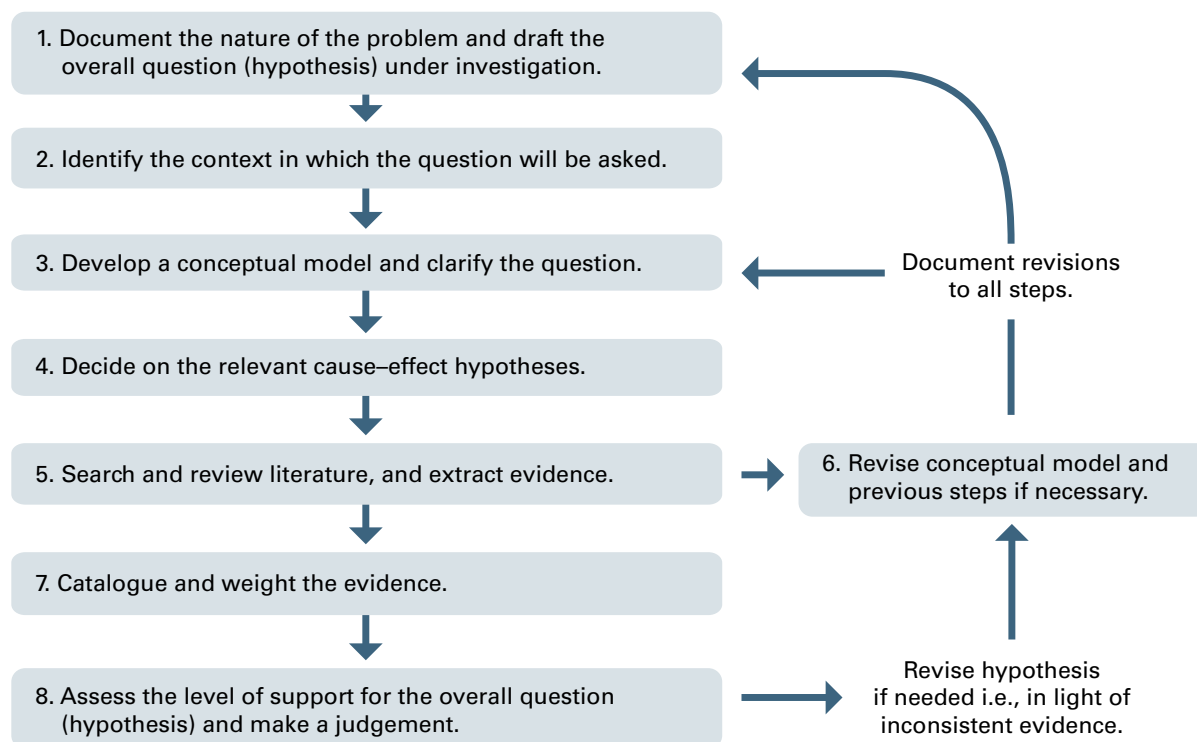 1. Document the nature of the problem and draft the
overall question (hypothesis) under investigation.
2. Identify the context in which the question will be asked.
3. Develop a conceptual model and clarify the question.
Document revisions
to all steps.
4. Decide on the relevant cause–effect hypotheses.
5. Search and review literature, and extract evidence.
6. Revise conceptual model and
previous steps if necessary.
7. Catalogue and weight the evidence.
8. Assess the level of support for the overall question
(hypothesis) and make a judgement.
Revise hypothesis
if needed i.e., in light of
inconsistent evidence.